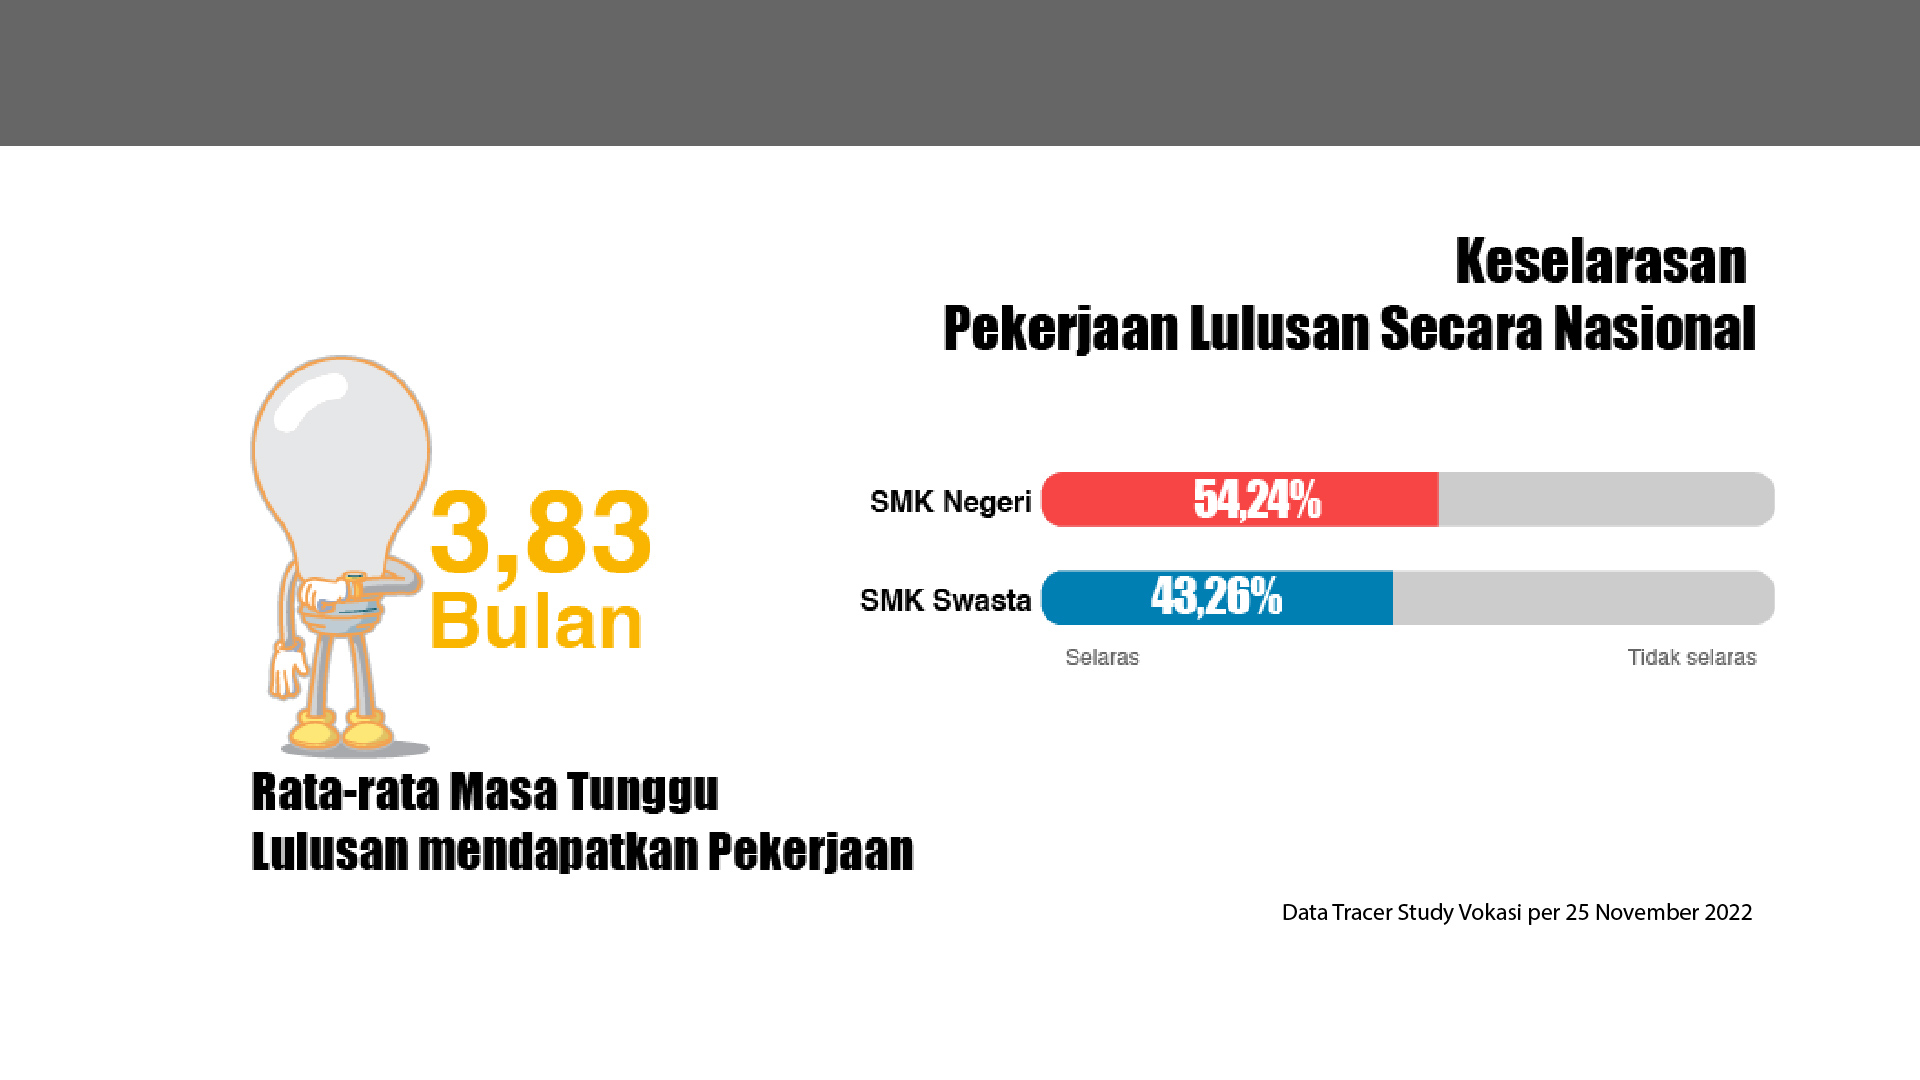 Keselarasan
Pekerjaan Lulusan Secara Nasional
3,83
Bulan
SMK Negeri 54,24%
SMK Swasta 43,26%
Selaras Tidak selaras
Rata-rata Masa Tunggu
Lulusan mendapatkan Pekerjaan
Data Tracer Study Vokasi per 25 November 2022